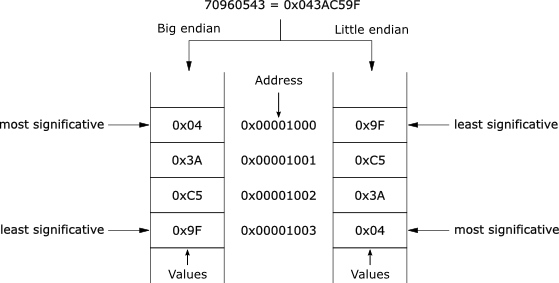 70960543 = 0x043AC59F
Big endian Little endian
Address
most significative 0x04 0x00001000 0x9F least significative
0x3A 0x00001001 0xC5
0xC5 0x00001002 0x3A
least significative 0x9F 0x00001003 0x04 most significative
Values Values